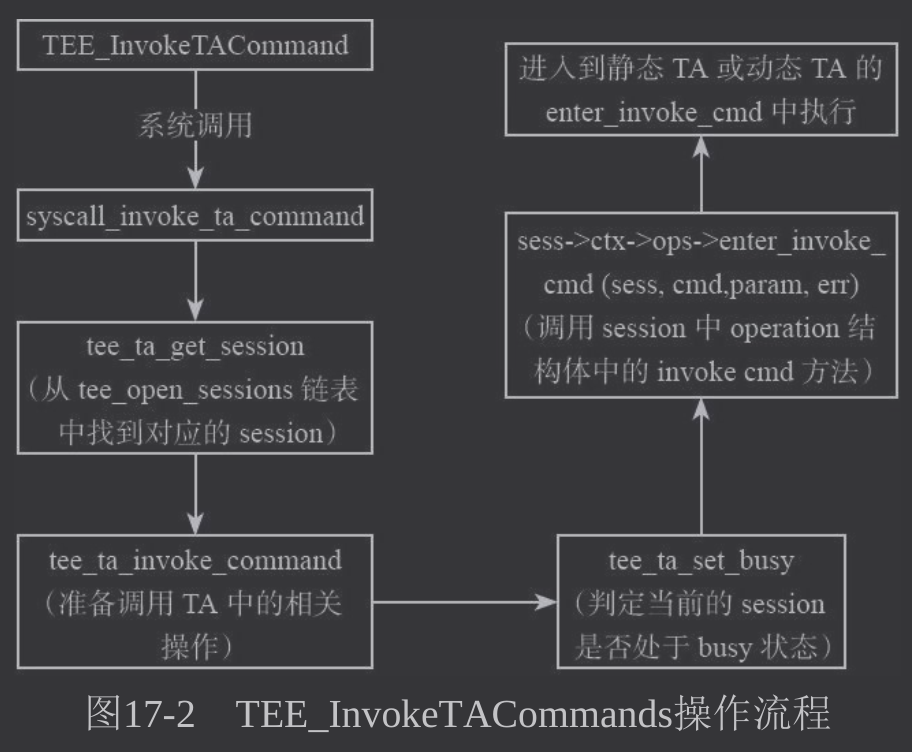 TEE_InvokeTACommand
系统调用
syscall_invoke_ta_command
tee_ta_get_session
（从 tee_open_sessions 链表
中找到对应的 session）
tee_ta_invoke_command
（准备调用 TA 中的相关
操作）
tee_ta_set_busy
（判定当前的 session
是否处于 busy 状态）
sess->ctx->ops->enter_invoke_
cmd (sess, cmd,param, err)
（调用 session 中 operation 结
构体中的 invoke cmd 方法）
进入到静态 TA 或动态 TA 的
enter_invoke_cmd 中执行
图17-2 TEE_InvokeTACommands操作流程